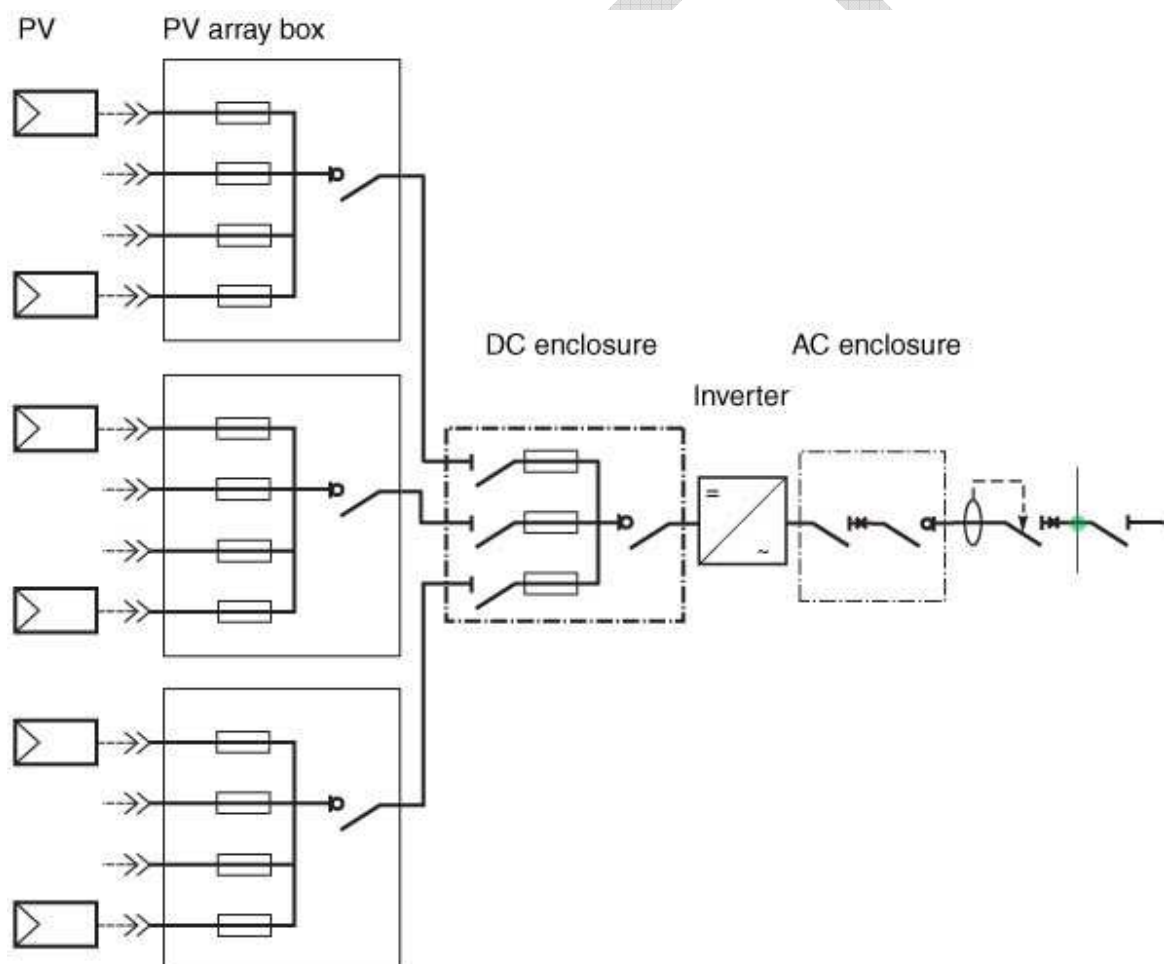 PV
PV array box
DC enclosure
AC enclosure
Inverter
=
~